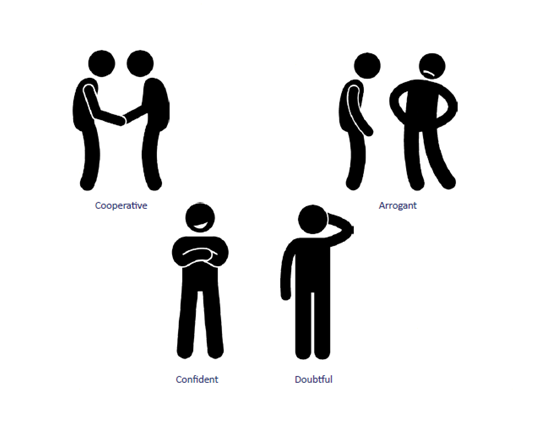 Cooperative
Arrogant
Confident
Doubtful